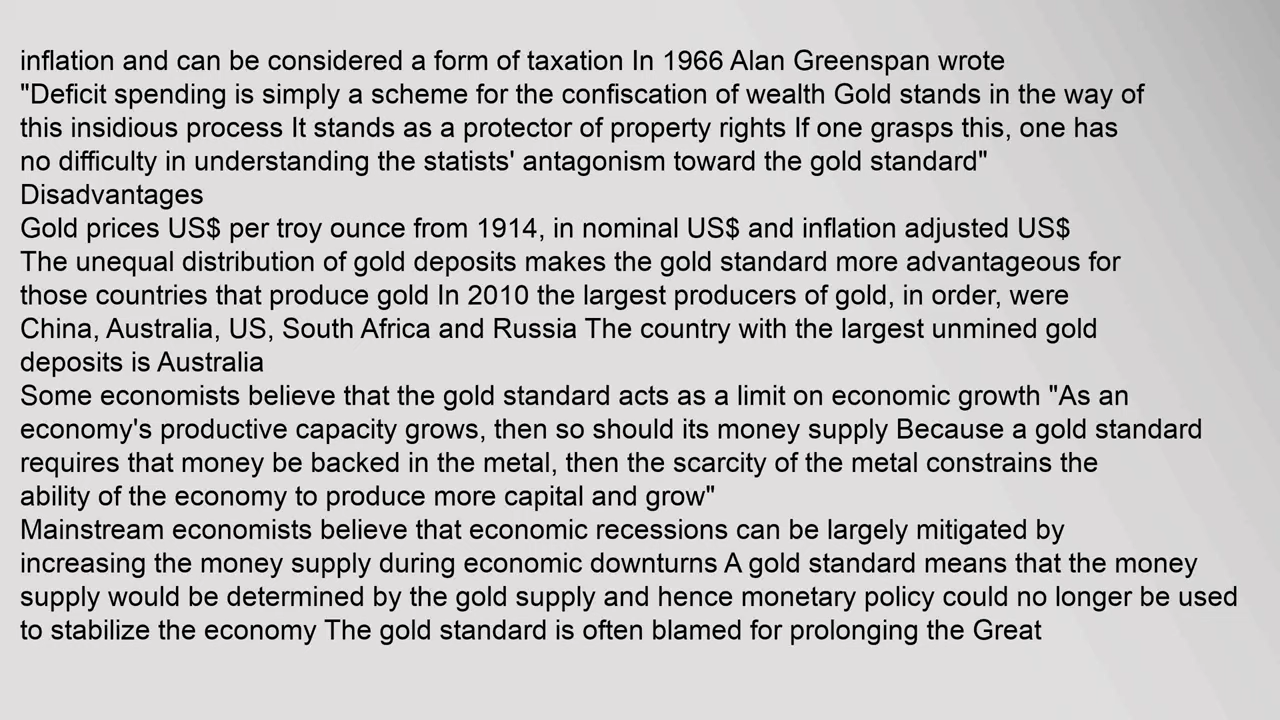 inflation and can be considered a form of taxation In 1966 Alan Greenspan wrote
"Deficit spending is simply a scheme for the confiscation of wealth Gold stands in the way of
this insidious process It stands as a protector of property rights If one grasps this, one has
no difficulty in understanding the statists' antagonism toward the gold standard"
Disadvantages
Gold prices US$ per troy ounce from 1914, in nominal US$ and inflation adjusted US$
The unequal distribution of gold deposits makes the gold standard more advantageous for
those countries that produce gold In 2010 the largest producers of gold, in order, were
China, Australia, US, South Africa and Russia The country with the largest unmined gold
deposits is Australia
Some economists believe that the gold standard acts as a limit on economic growth "As an
economy's productive capacity grows, then so should its money supply Because a gold standard
requires that money be backed in the metal, then the scarcity of the metal constrains the
ability of the economy to produce more capital and grow"
Mainstream economists believe that economic recessions can be largely mitigated by
increasing the money supply during economic downturns A gold standard means that the money
supply would be determined by the gold supply and hence monetary policy could no longer be used
to stabilize the economy The gold standard is often blamed for prolonging the Great